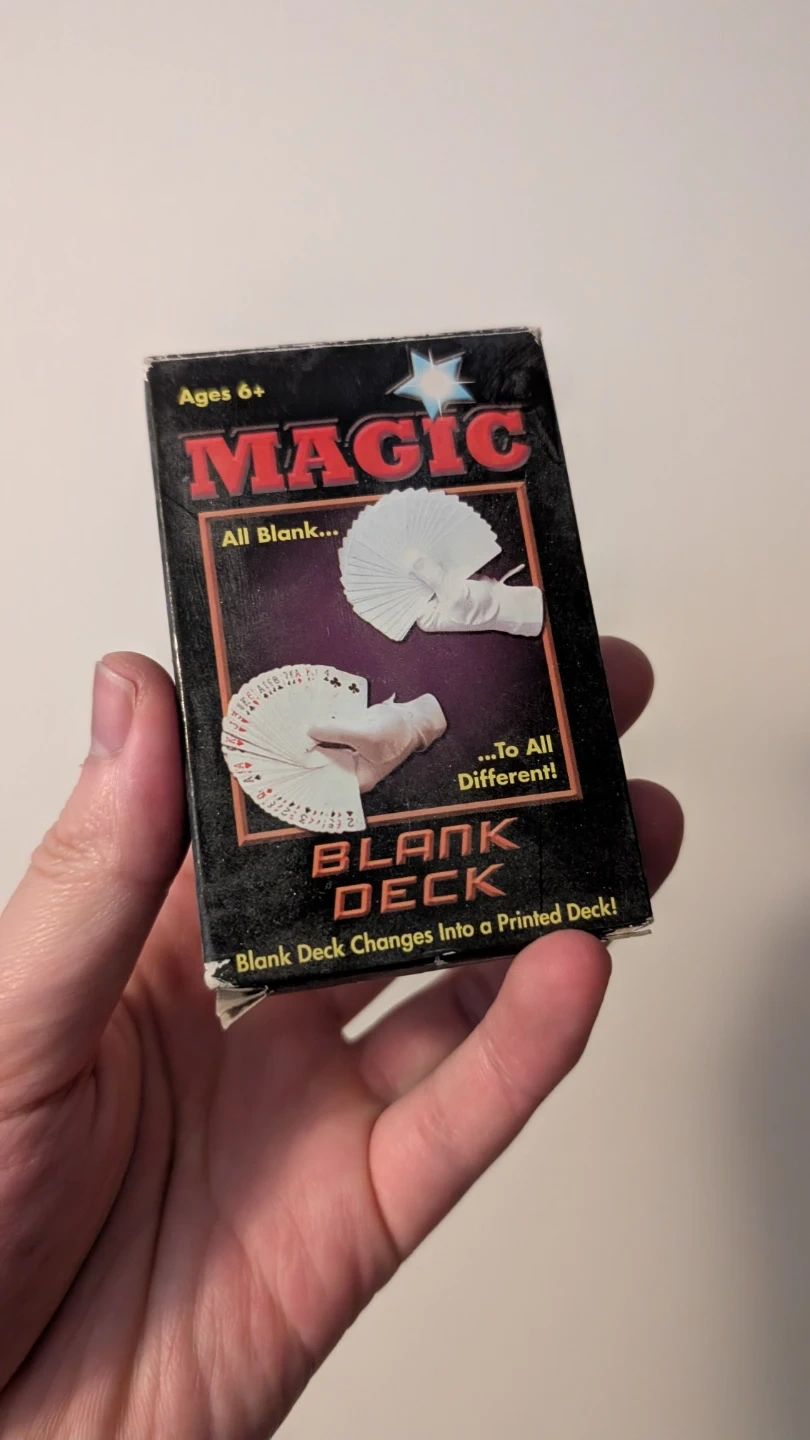 Ages 6+
MAGIC
All Blank...
...To All
Different!
BLANK
DECK
Blank Deck Changes Into a Printed Deck!